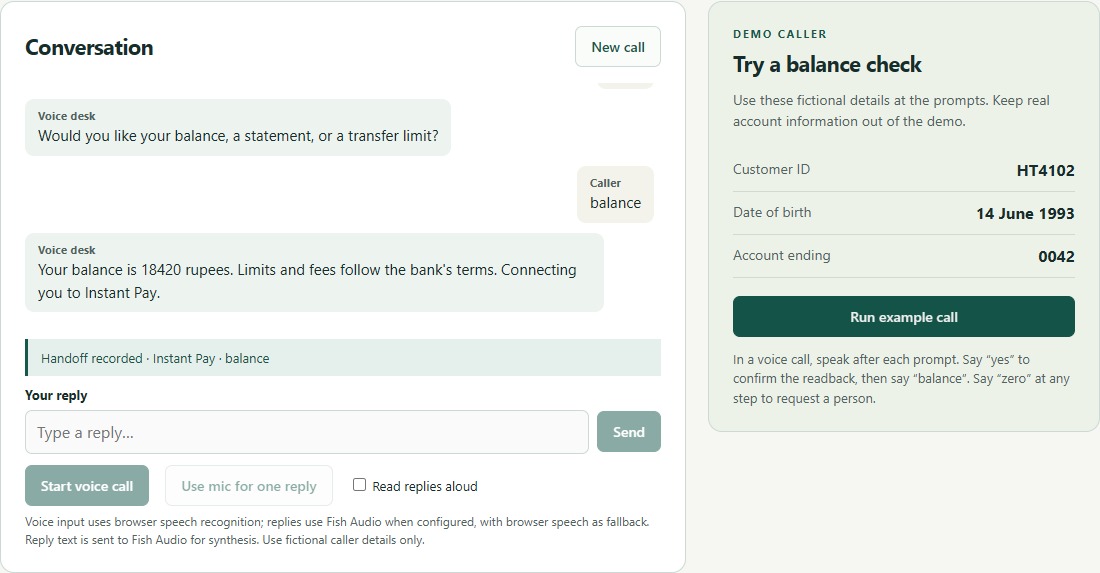 Conversation
New call
Voice desk
Would you like your balance, a statement, or a transfer limit?
Caller
balance
Voice desk
Your balance is 18420 rupees. Limits and fees follow the bank's terms. Connecting
you to Instant Pay.
Handoff recorded · Instant Pay · balance
Your reply
Type a reply...
Send
Start voice call
Use mic for one reply
Read replies aloud
Voice input uses browser speech recognition; replies use Fish Audio when configured, with browser speech as fallback.
Reply text is sent to Fish Audio for synthesis. Use fictional caller details only.
DEMO CALLER
Try a balance check
Use these fictional details at the prompts. Keep real
account information out of the demo.
Customer ID HT4102
Date of birth 14 June 1993
Account ending 0042
Run example call
In a voice call, speak after each prompt. Say “yes” to
confirm the readback, then say “balance”. Say “zero” at any
step to request a person.